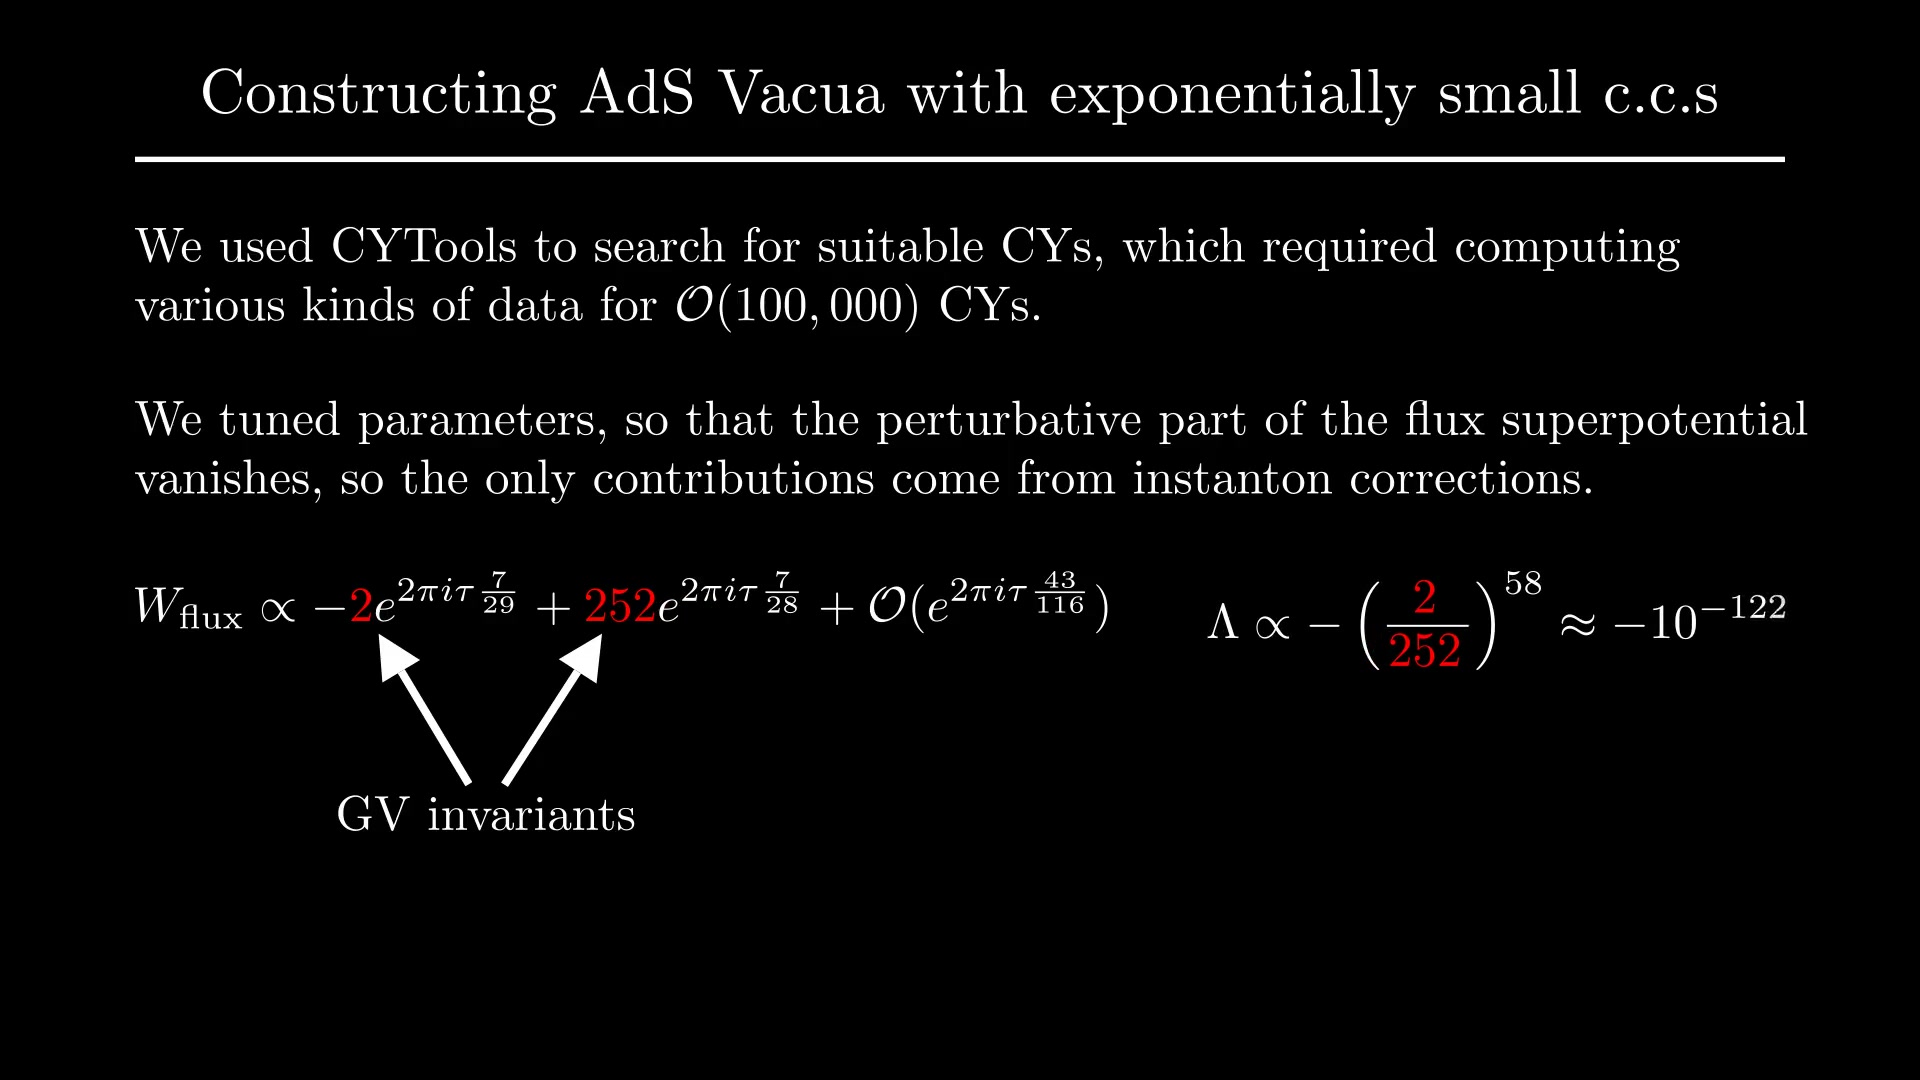 Constructing AdS Vacua with exponentially small c.c.s
We used CYTools to search for suitable CYs, which required computing
various kinds of data for $\mathcal{O}(100,000)$ CYs.
We tuned parameters, so that the perturbative part of the flux superpotential
vanishes, so the only contributions come from instanton corrections.
$W_{\text{flux}} \propto -2e^{2\pi i\tau\frac{7}{29}} + 252e^{2\pi i\tau\frac{7}{28}} + \mathcal{O}(e^{2\pi i\tau\frac{43}{116}})$
$\Lambda \propto -\left(\frac{2}{252}\right)^{58} \approx -10^{-122}$
GV invariants